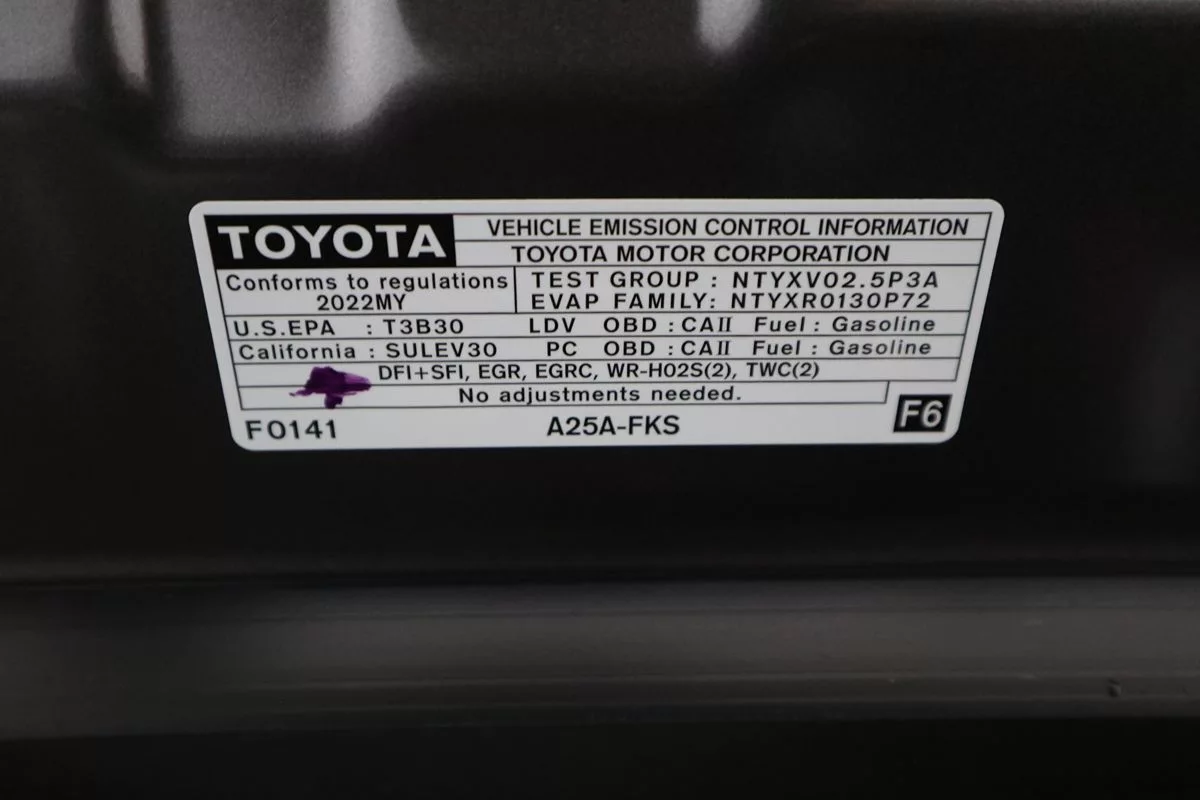 TOYOTA
VEHICLE EMISSION CONTROL INFORMATION
TOYOTA MOTOR CORPORATION
Conforms to regulations
2022MY
TEST GROUP : NTYXV02.5P3A
EVAP FAMILY: NTYXR0130P72
U.S.EPA : T3B30 LDV OBD : CAII Fuel : Gasoline
California : SULEV30 PC OBD : CAII Fuel : Gasoline
DFI+SFI, EGR, EGRC, WR-HO2S(2), TWC(2)
No adjustments needed.
F0141 A25A-FKS F6